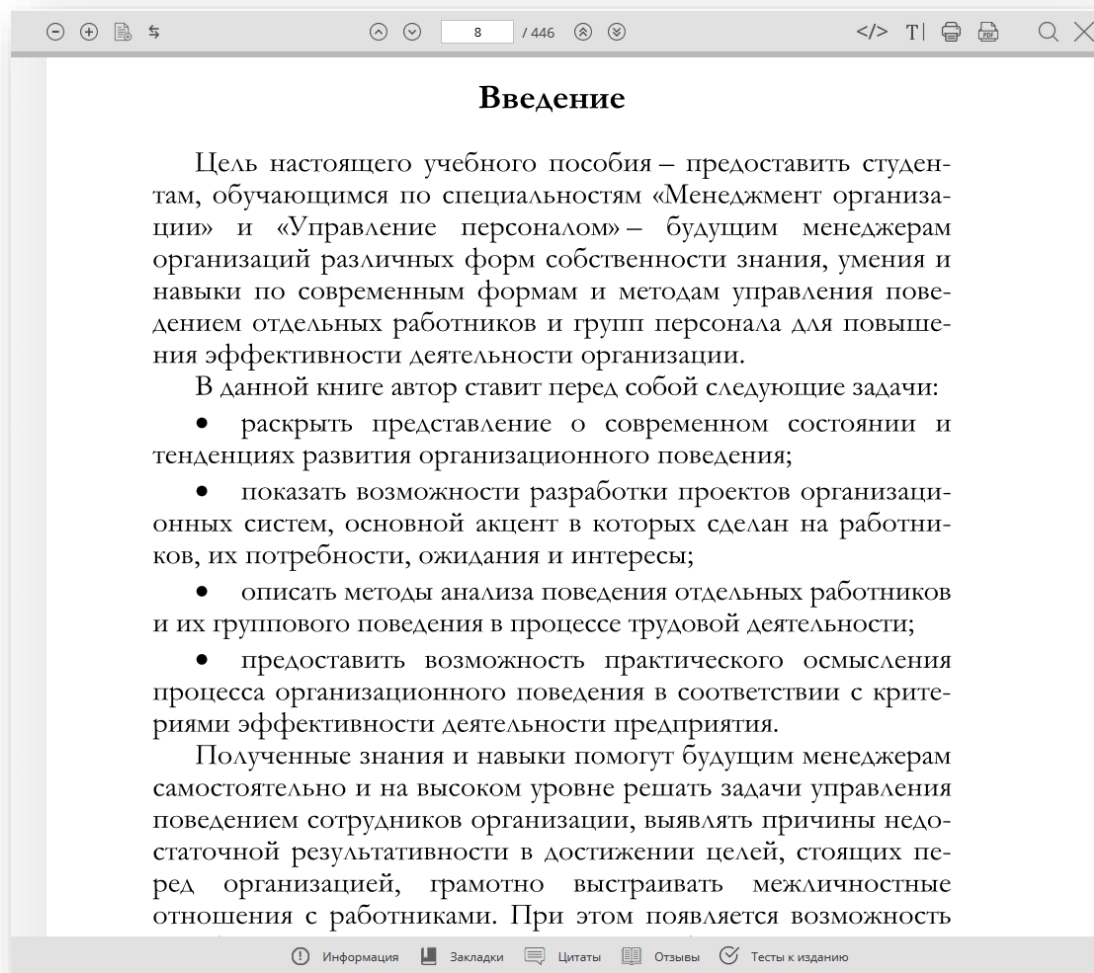 8 / 446 </> T|
PDF
Введение
Цель настоящего учебного пособия – предоставить студен-
там, обучающимся по специальностям «Менеджмент организа-
ции» и «Управление персоналом» – будущим менеджерам
организаций различных форм собственности знания, умения и
навыки по современным формам и методам управления пове-
дением отдельных работников и групп персонала для повыше-
ния эффективности деятельности организации.
В данной книге автор ставит перед собой следующие задачи:
• раскрыть представление о современном состоянии и
тенденциях развития организационного поведения;
• показать возможности разработки проектов организаци-
онных систем, основной акцент в которых сделан на работни-
ков, их потребности, ожидания и интересы;
• описать методы анализа поведения отдельных работников
и их группового поведения в процессе трудовой деятельности;
• предоставить возможность практического осмысления
процесса организационного поведения в соответствии с крите-
риями эффективности деятельности предприятия.
Полученные знания и навыки помогут будущим менеджерам
самостоятельно и на высоком уровне решать задачи управления
поведением сотрудников организации, выявлять причины недо-
статочной результативности в достижении целей, стоящих пе-
ред организацией, грамотно выстраивать межличностные
отношения с работниками. При этом появляется возможность
Информация Закладки Цитаты Отзывы Тесты к изданию